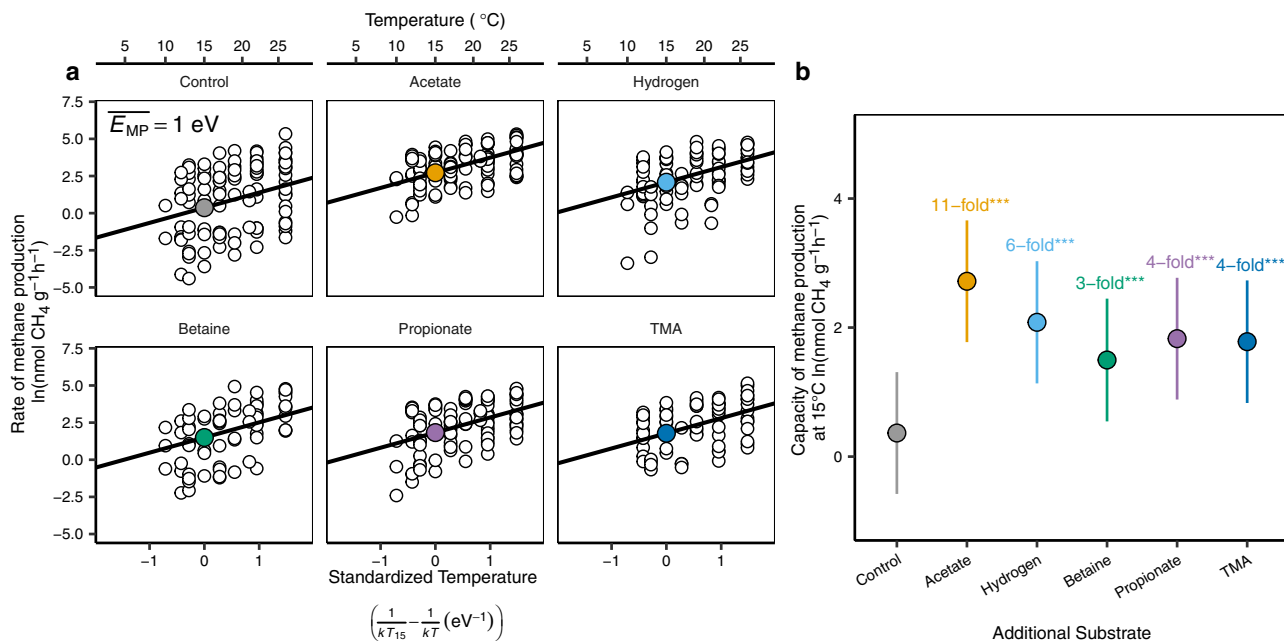 Temperature ( °C)
5 10 15 20 25 5 10 15 20 25 5 10 15 20 25
a
b
Control Acetate Hydrogen
E_MP = 1 eV
7.5
5.0
2.5
0.0
−2.5
−5.0
Betaine Propionate TMA
7.5
5.0
2.5
0.0
−2.5
−5.0
Rate of methane production
ln(nmol CH₄ g⁻¹h⁻¹)
−1 0 1 −1 0 1 −1 0 1
Standardized Temperature
(1/kT₁₅ − 1/kT (eV⁻¹))
Capacity of methane production
at 15°C ln(nmol CH₄ g⁻¹h⁻¹)
4
2
0
11−fold***
6−fold***
3−fold***
4−fold***
4−fold***
Control
Acetate
Hydrogen
Betaine
Propionate
TMA
Additional Substrate